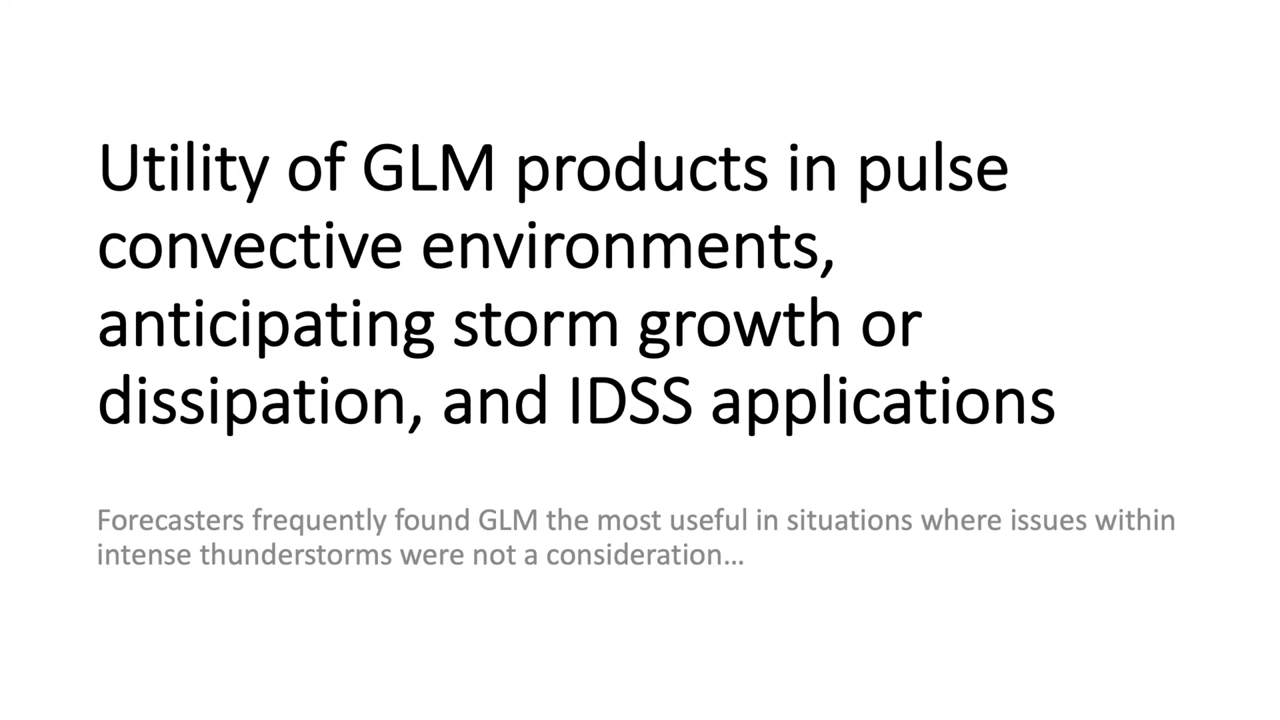 Utility of GLM products in pulse
convective environments,
anticipating storm growth or
dissipation, and IDSS applications
Forecasters frequently found GLM the most useful in situations where issues within
intense thunderstorms were not a consideration…